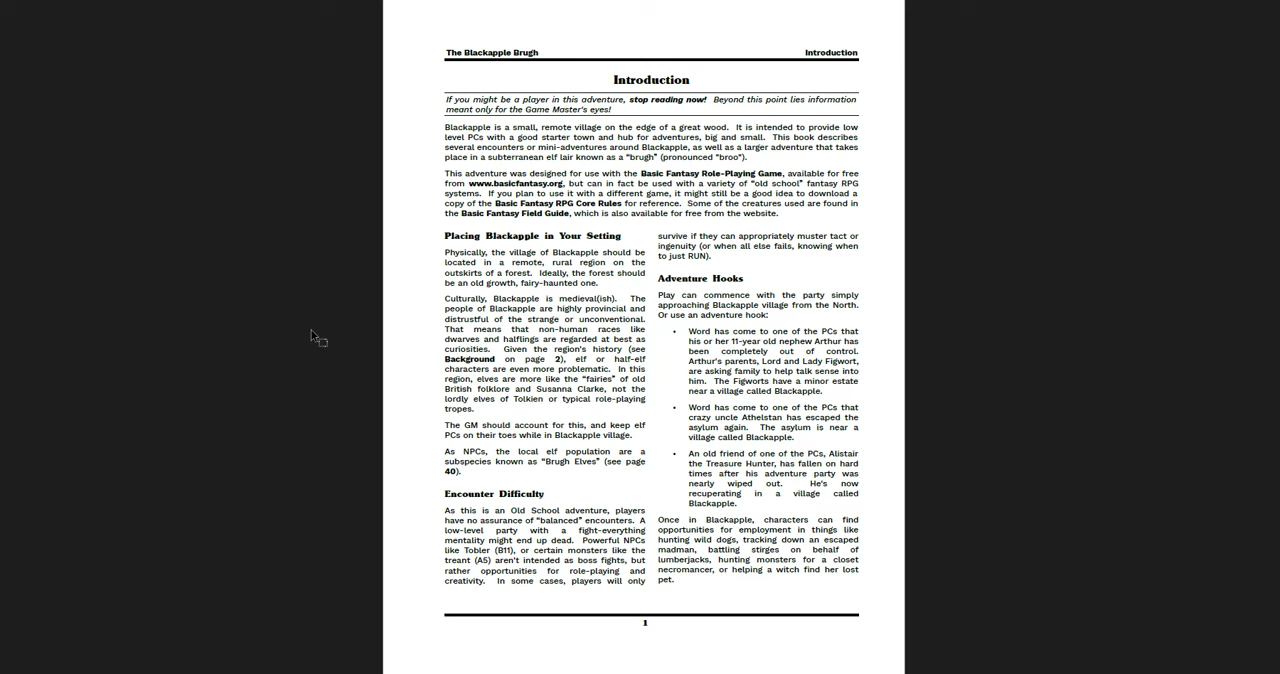 The Blackapple Brugh
Introduction
Introduction
If you might be a player in this adventure, stop reading now! Beyond this point lies information
meant only for the Game Master's eyes!
Blackapple is a small, remote village on the edge of a great wood. It is intended to provide low
level PCs with a good starter town and hub for adventures, big and small. This book describes
several encounters or mini-adventures around Blackapple, as well as a larger adventure that takes
place in a subterranean elf lair known as a “brugh” (pronounced “broo”).
This adventure was designed for use with the Basic Fantasy Role-Playing Game, available for free
from www.basicfantasy.org, but can in fact be used with a variety of “old school” fantasy RPG
systems. If you plan to use it with a different game, it might still be a good idea to download a
copy of the Basic Fantasy RPG Core Rules for reference. Some of the creatures used are found in
the Basic Fantasy Field Guide, which is also available for free from the website.
Placing Blackapple in Your Setting
Physically, the village of Blackapple should be
located in a remote, rural region on the
outskirts of a forest. Ideally, the forest should
be an old growth, fairy-haunted one.
Culturally, Blackapple is medieval(ish). The
people of Blackapple are highly provincial and
distrustful of the strange or unconventional.
That means that non-human races like
dwarves and halflings are regarded at best as
curiosities. Given the region's history (see
Background on page 2), elf or half-elf
characters are even more problematic. In this
region, elves are more like the “fairies” of old
British folklore and Susanna Clarke, not the
lordly elves of Tolkien or typical role-playing
tropes.
The GM should account for this, and keep elf
PCs on their toes while in Blackapple village.
As NPCs, the local elf population are a
subspecies known as “Brugh Elves” (see page
40).
Encounter Difficulty
As this is an Old School adventure, players
have no assurance of “balanced” encounters. A
low-level party with a fight-everything
mentality might end up dead. Powerful NPCs
like Tobler (B11), or certain monsters like the
treant (A5) aren't intended as boss fights, but
rather opportunities for role-playing and
creativity. In some cases, players will only
survive if they can appropriately muster tact or
ingenuity (or when all else fails, knowing when
to just RUN).
Adventure Hooks
Play can commence with the party simply
approaching Blackapple village from the North.
Or use an adventure hook:
• Word has come to one of the PCs that
his or her 11-year old nephew Arthur has
been completely out of control.
Arthur's parents, Lord and Lady Figwort,
are asking family to help talk sense into
him. The Figworts have a minor estate
near a village called Blackapple.
• Word has come to one of the PCs that
crazy uncle Athelstan has escaped the
asylum again. The asylum is near a
village called Blackapple.
• An old friend of one of the PCs, Alistair
the Treasure Hunter, has fallen on hard
times after his adventure party was
nearly wiped out. He's now
recuperating in a village called
Blackapple.
Once in Blackapple, characters can find
opportunities for employment in things like
hunting wild dogs, tracking down an escaped
madman, battling stirges on behalf of
lumberjacks, hunting monsters for a closet
necromancer, or helping a witch find her lost
pet.
1